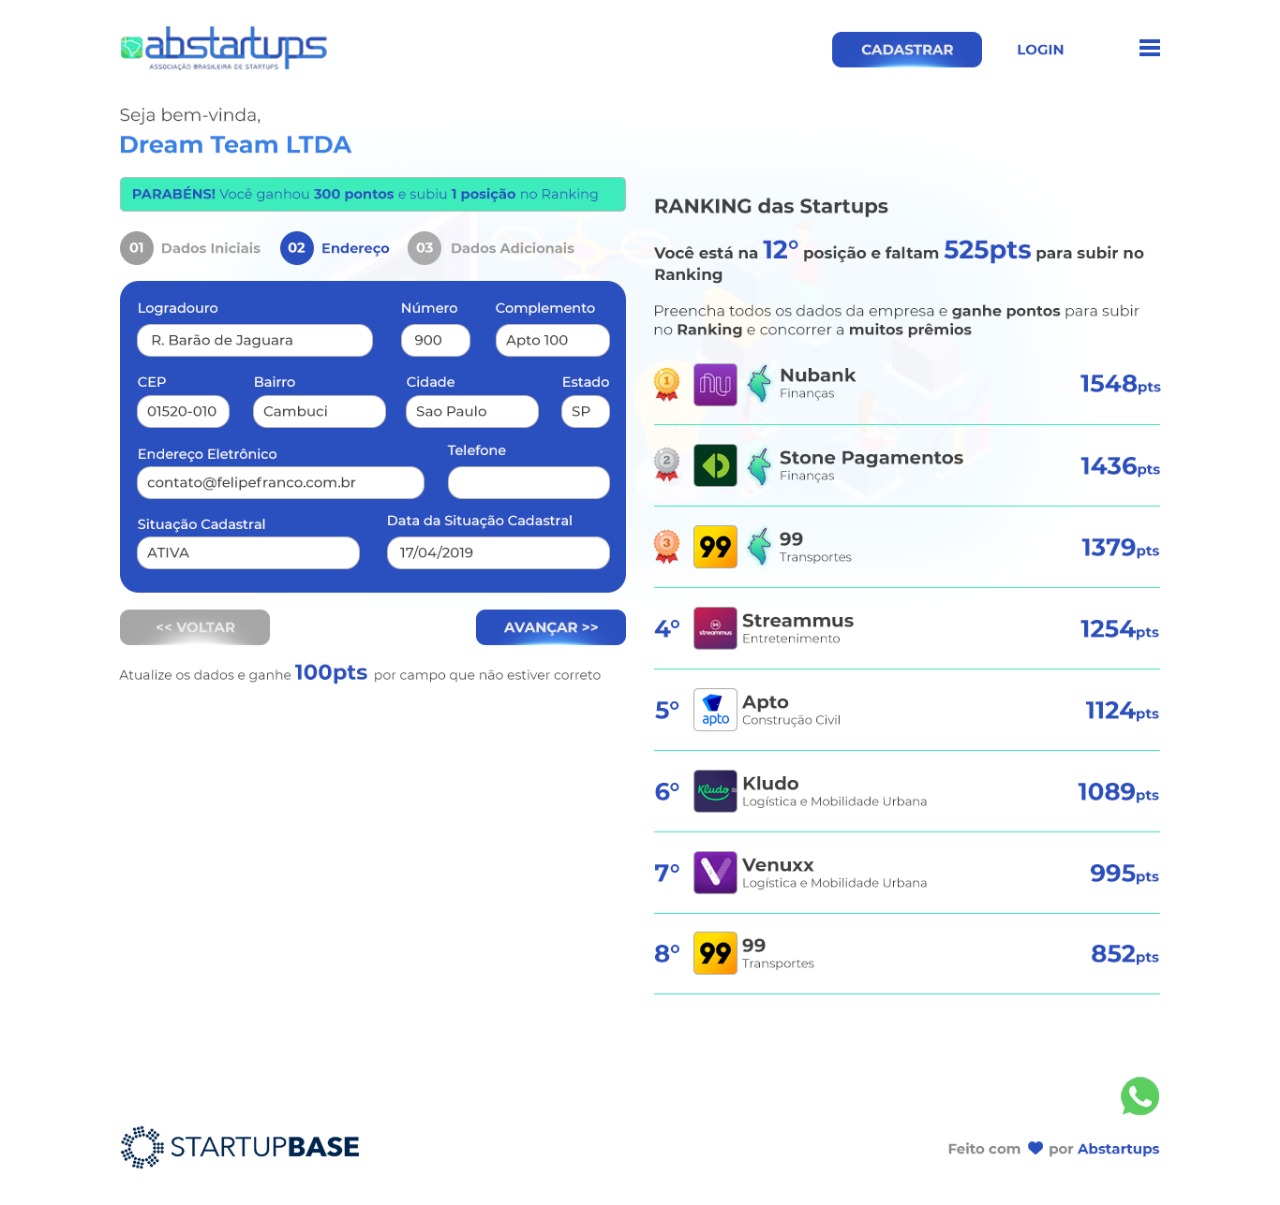 abstartups
ASSOCIAÇÃO BRASILEIRA DE STARTUPS
CADASTRAR
LOGIN
Seja bem-vinda,
Dream Team LTDA
PARABÉNS! Você ganhou 300 pontos e subiu 1 posição no Ranking
01 Dados Iniciais 02 Endereço 03 Dados Adicionais
Logradouro Número Complemento
R. Barão de Jaguara 900 Apto 100
CEP Bairro Cidade Estado
01520-010 Cambuci Sao Paulo SP
Endereço Eletrônico Telefone
contato@felipefranco.com.br
Situação Cadastral Data da Situação Cadastral
ATIVA 17/04/2019
<< VOLTAR AVANÇAR >>
Atualize os dados e ganhe 100pts por campo que não estiver correto
RANKING das Startups
Você está na 12° posição e faltam 525pts para subir no
Ranking
Preencha todos os dados da empresa e ganhe pontos para subir
no Ranking e concorrer a muitos prêmios
1 nu Nubank 1548pts
Finanças
2 Stone Pagamentos 1436pts
Finanças
3 99 99 1379pts
Transportes
4° streammus Streammus 1254pts
Entretenimento
5° apto Apto 1124pts
Construção Civil
6° Kludo Kludo 1089pts
Logística e Mobilidade Urbana
7° Venuxx 995pts
Logística e Mobilidade Urbana
8° 99 99 852pts
Transportes
STARTUPBASE
Feito com por Abstartups